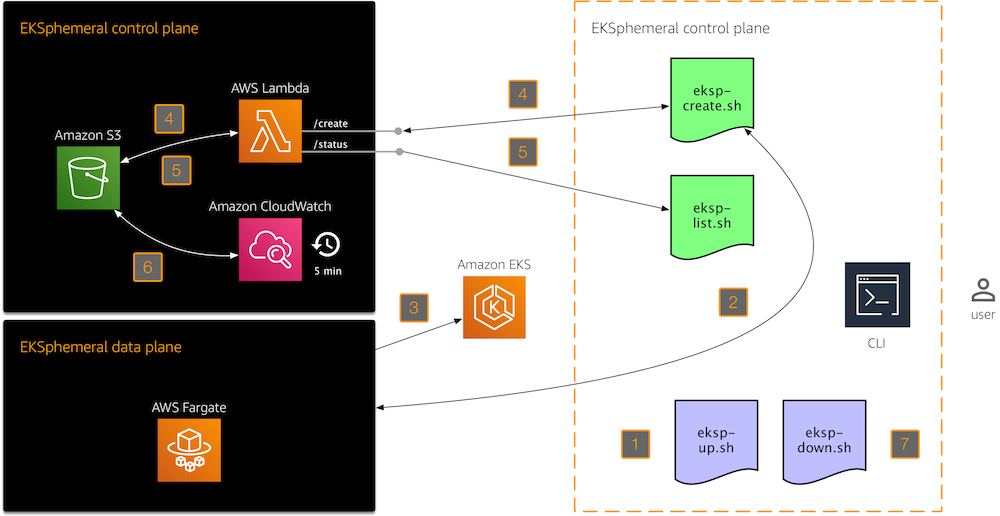 EKSphemeral control plane
AWS Lambda
4
/create
Amazon S3
/status
5
Amazon CloudWatch
5 min
6
EKSphemeral data plane
AWS Fargate
3
Amazon EKS
4
5
2
EKSphemeral control plane
eksp-
create.sh
eksp-
list.sh
>_
CLI
user
1
eksp-
up.sh
eksp-
down.sh
7
K